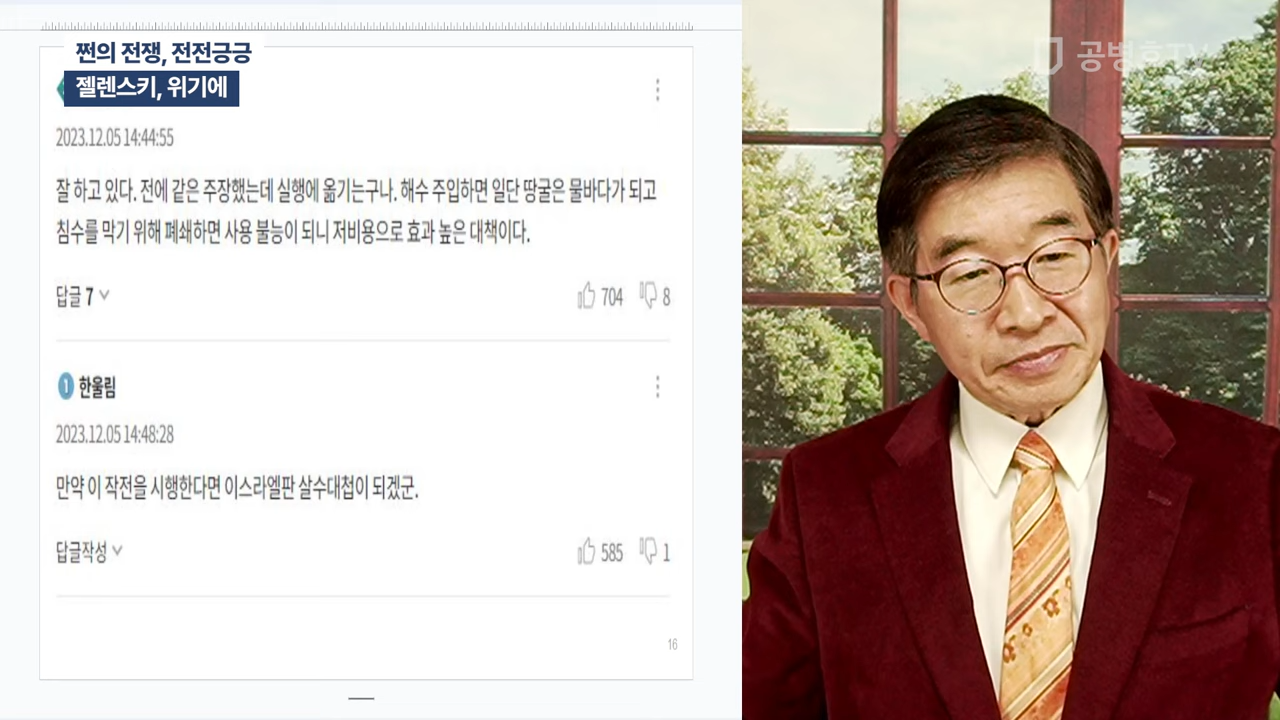 쩐의 전쟁, 전전긍긍
젤렌스키, 위기에
2023.12.05 14:44:55
잘 하고 있다. 전에 같은 주장했는데 실행에 옮기는구나. 해수 주입하면 일단 땅굴은 물바다가 되고
침수를 막기 위해 폐쇄하면 사용 불능이 되니 저비용으로 효과 높은 대책이다.
답글 7
704
8
1 한울림
2023.12.05 14:48:28
만약 이 작전을 시행한다면 이스라엘판 살수대첩이 되겠군.
답글작성
585
1
16
공병호TV